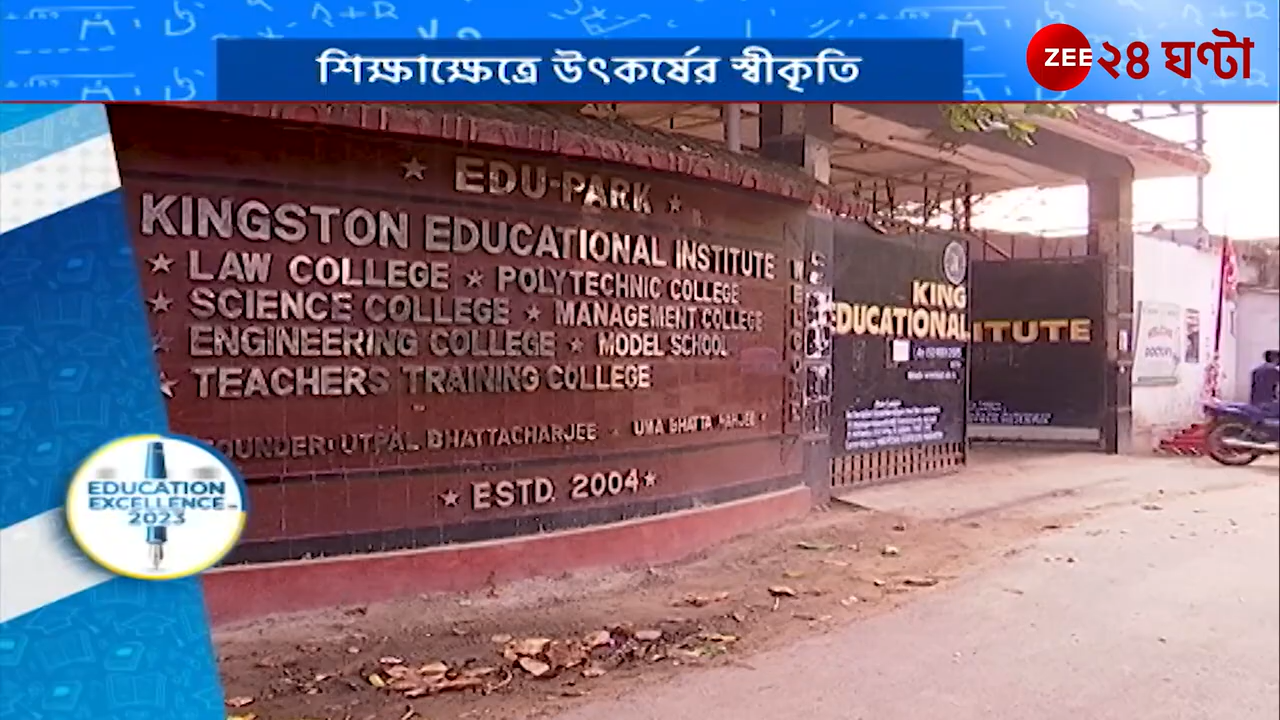 শিক্ষাক্ষেত্রে উৎকর্ষের স্বীকৃতি
ZEE ২৪ ঘণ্টা
★ EDU-PARK ★
KINGSTON EDUCATIONAL INSTITUTE
★ LAW COLLEGE ★ POLYTECHNIC COLLEGE
★ SCIENCE COLLEGE ★ MANAGEMENT COLLEGE
★ ENGINEERING COLLEGE ★ MODEL SCHOOL
★ TEACHERS TRAINING COLLEGE
UTPAL BHATTACHARJEE
★ ESTD. 2004 ★
KING
EDUCATIONAL ITUTE
EDUCATION
EXCELLENCE
2023